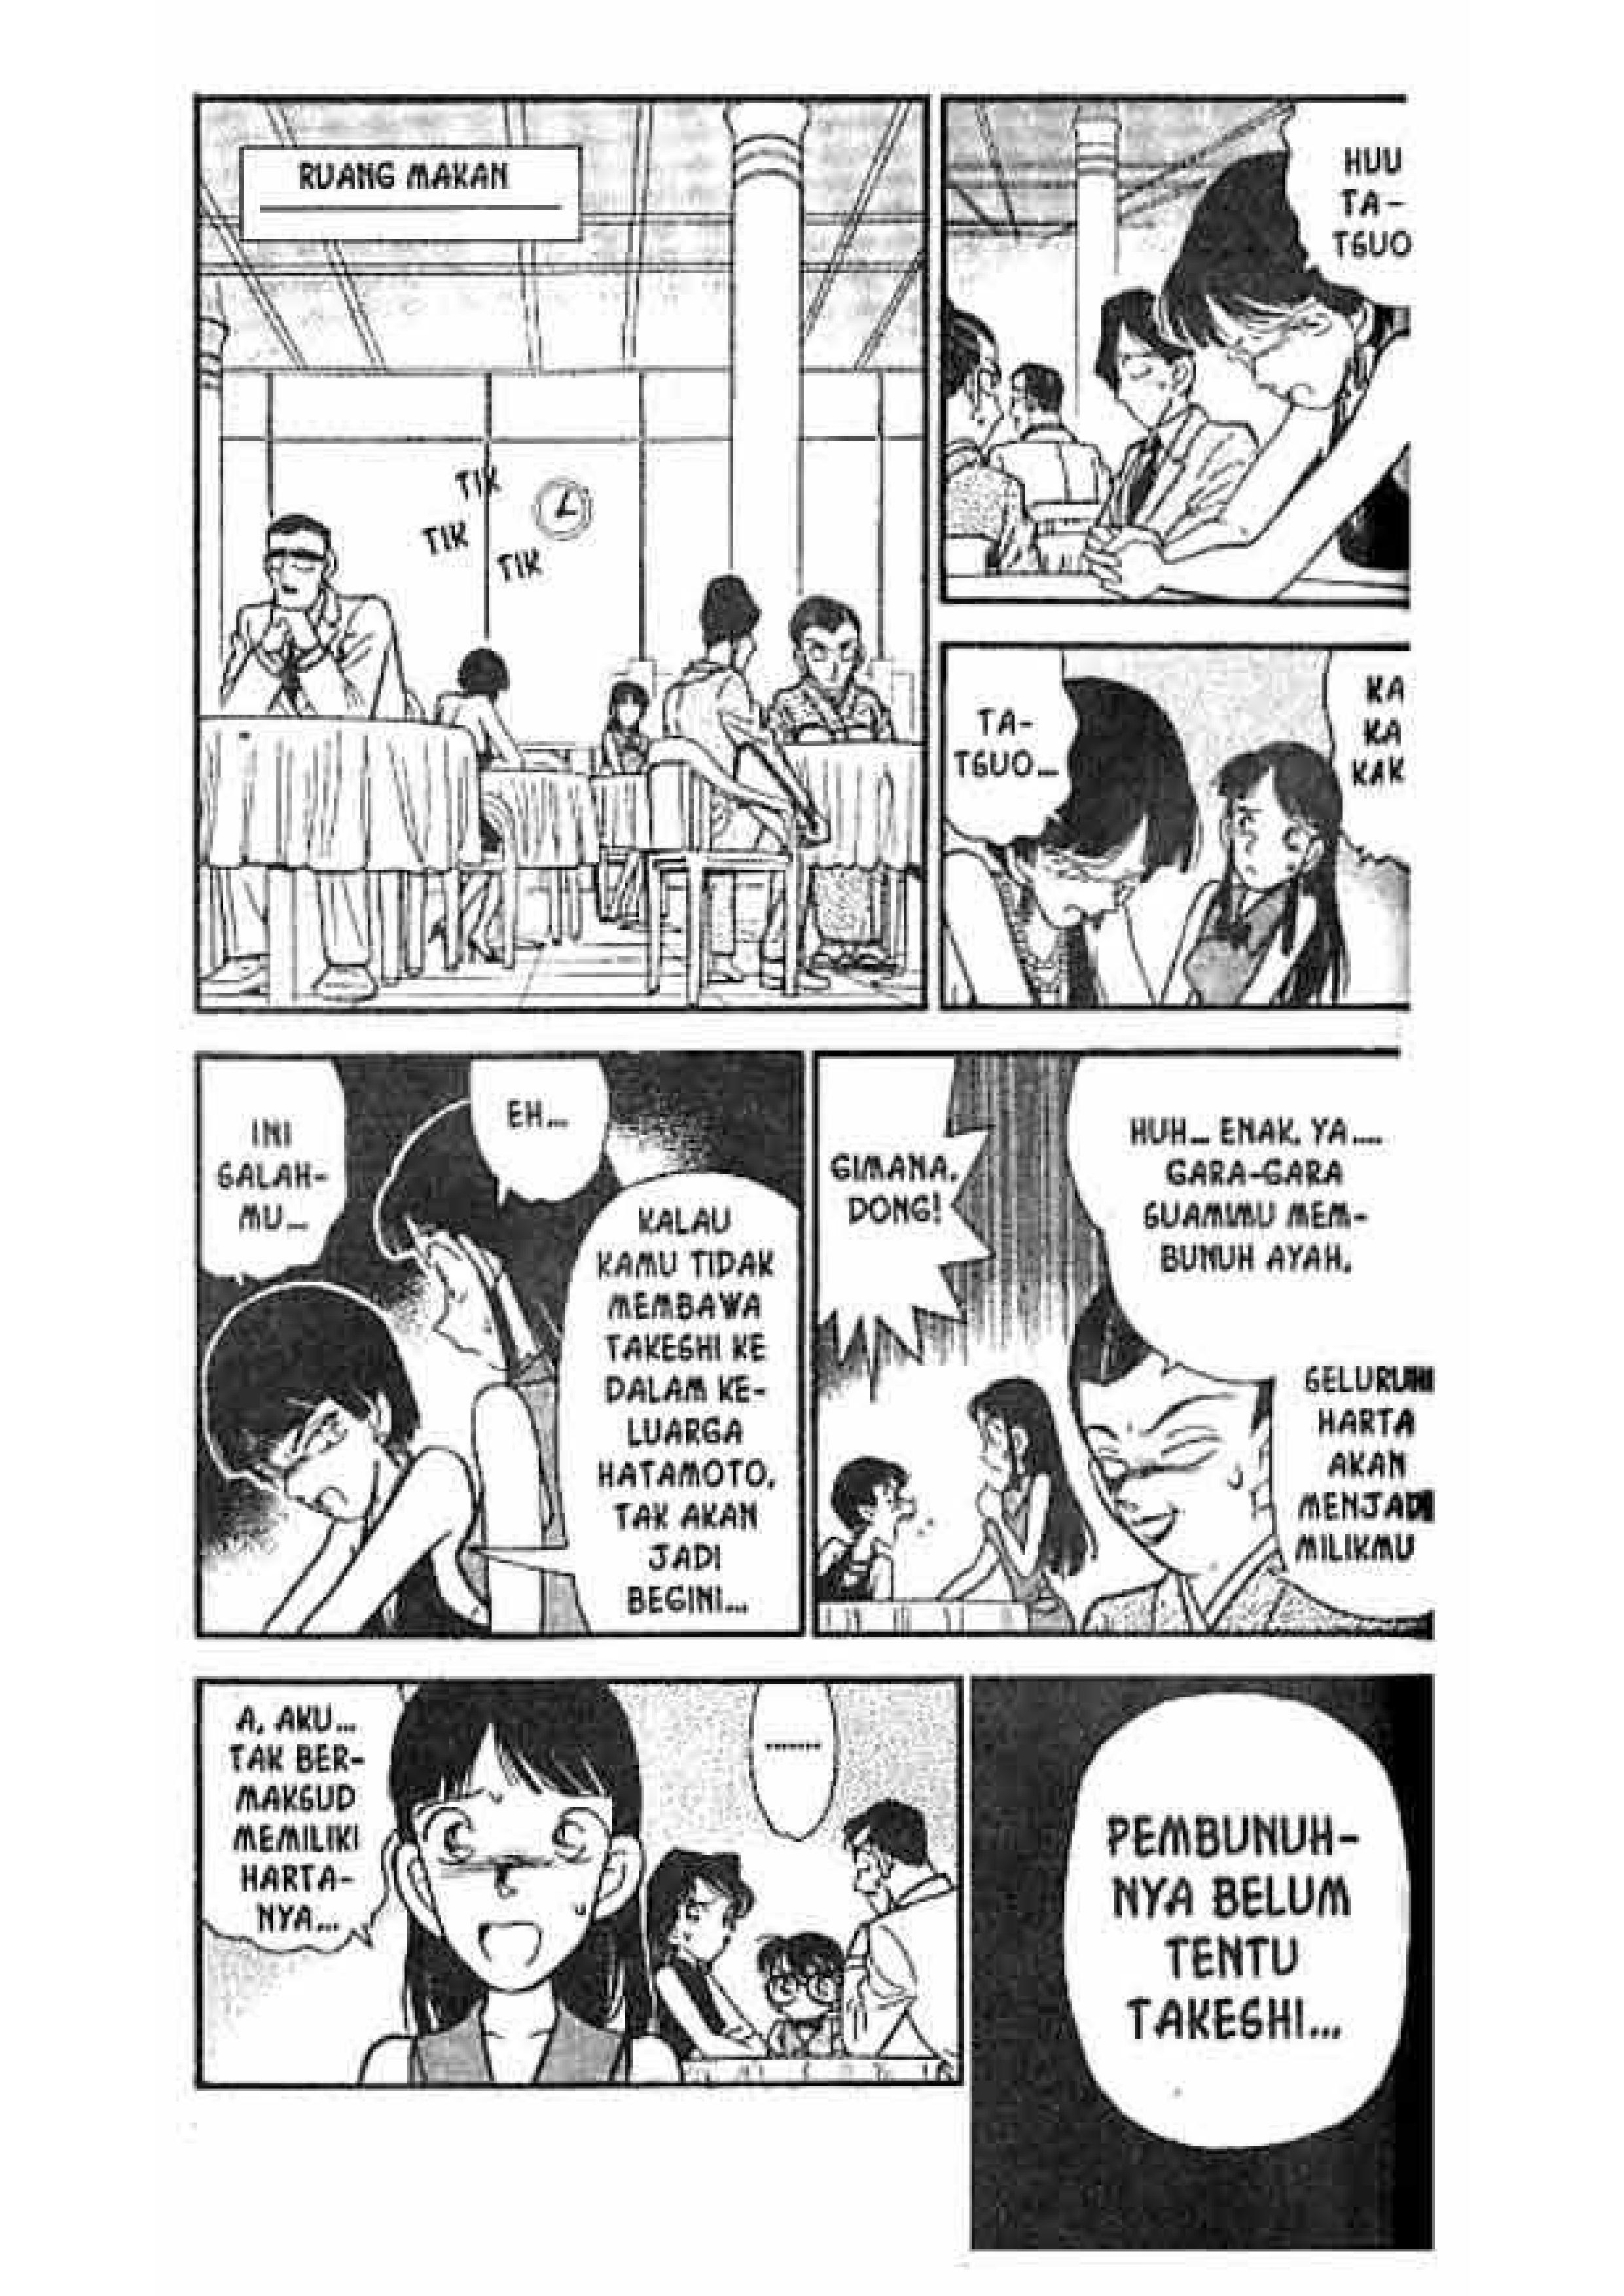 RUANG MAKAN
TIK
TIK
TIK
HUU
TA-
TSUO
TA-
TSUO...
KA
KA
KAK
INI
SALAH-
MU...
EH...
KALAU
KAMU TIDAK
MEMBAWA
TAKESHI KE
DALAM KE-
LUARGA
HATAMOTO,
TAK AKAN
JADI
BEGINI...
HUH... ENAK, YA....
GARA-GARA
SUAMIMU MEM-
BUNUH AYAH,
SELURUH
HARTA
AKAN
MENJADI
MILIKMU
GIMANA,
DONG!
A, AKU...
TAK BER-
MAKSUD
MEMILIKI
HARTA-
NYA...
.......
PEMBUNUH-
NYA BELUM
TENTU
TAKESHI...